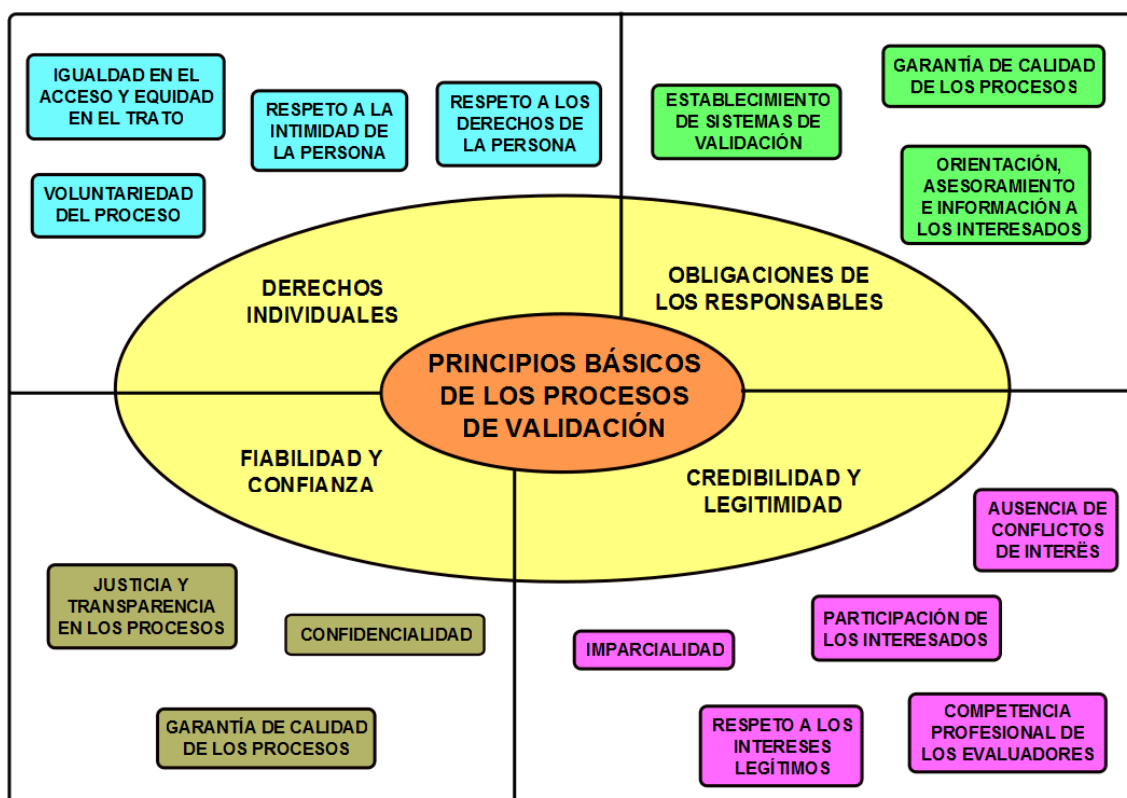 IGUALDAD EN EL
ACCESO Y EQUIDAD
EN EL TRATO
RESPETO A LA
INTIMIDAD DE
LA PERSONA
RESPETO A LOS
DERECHOS DE
LA PERSONA
VOLUNTARIEDAD
DEL PROCESO
ESTABLECIMIENTO
DE SISTEMAS DE
VALIDACIÓN
GARANTÍA DE CALIDAD
DE LOS PROCESOS
ORIENTACIÓN,
ASESORAMIENTO
E INFORMACIÓN A
LOS INTERESADOS
DERECHOS
INDIVIDUALES
OBLIGACIONES DE
LOS RESPONSABLES
PRINCIPIOS BÁSICOS
DE LOS PROCESOS
DE VALIDACIÓN
FIABILIDAD Y
CONFIANZA
CREDIBILIDAD Y
LEGITIMIDAD
JUSTICIA Y
TRANSPARENCIA
EN LOS PROCESOS
CONFIDENCIALIDAD
GARANTÍA DE CALIDAD
DE LOS PROCESOS
AUSENCIA DE
CONFLICTOS
DE INTERËS
IMPARCIALIDAD
PARTICIPACIÓN DE
LOS INTERESADOS
RESPETO A LOS
INTERESES
LEGÍTIMOS
COMPETENCIA
PROFESIONAL DE
LOS EVALUADORES